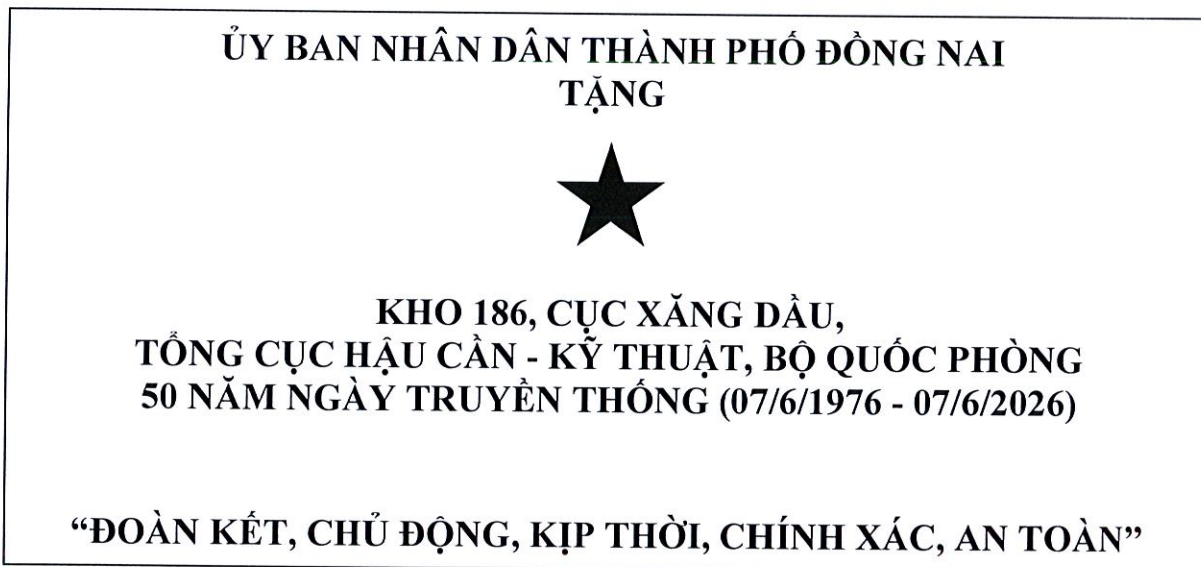 ỦY BAN NHÂN DÂN THÀNH PHỐ ĐỒNG NAI
TẶNG
KHO 186, CỤC XĂNG DẦU,
TỔNG CỤC HẬU CẦN - KỸ THUẬT, BỘ QUỐC PHÒNG
50 NĂM NGÀY TRUYỀN THỐNG (07/6/1976 - 07/6/2026)
“ĐOÀN KẾT, CHỦ ĐỘNG, KỊP THỜI, CHÍNH XÁC, AN TOÀN”